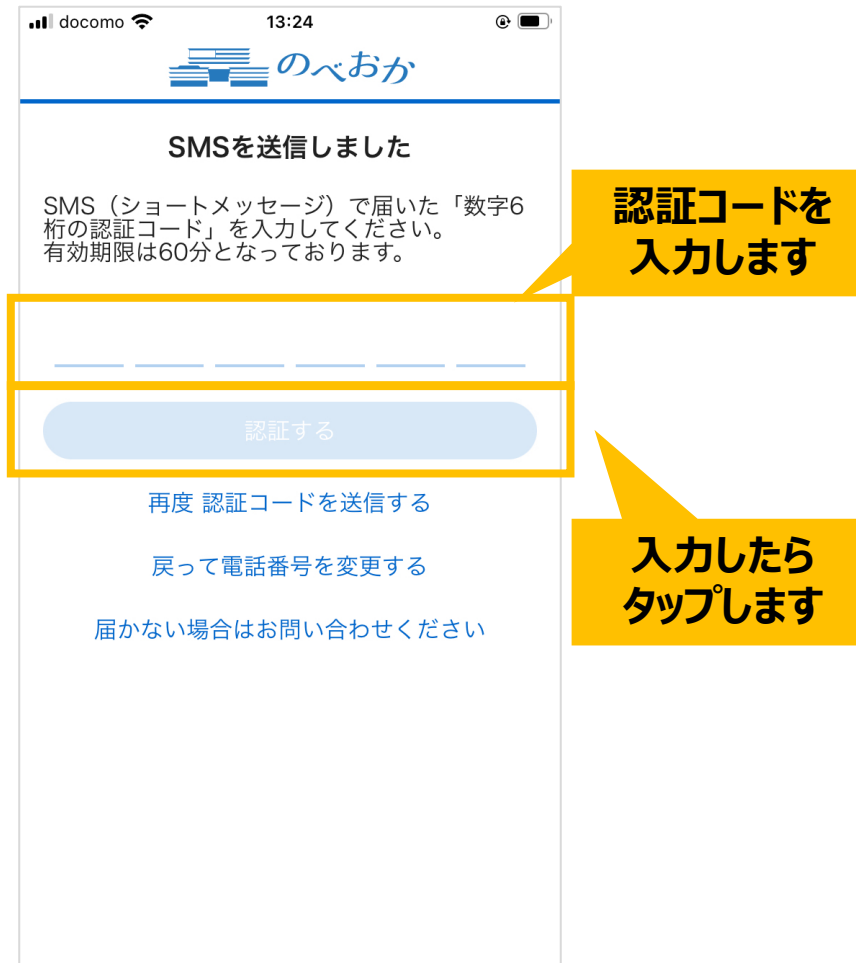 docomo 13:24
のべおか
SMSを送信しました
SMS（ショートメッセージ）で届いた「数字6
桁の認証コード」を入力してください。
有効期限は60分となっております。
認証コードを
入力します
認証する
再度 認証コードを送信する
戻って電話番号を変更する
入力したら
タップします
届かない場合はお問い合わせください